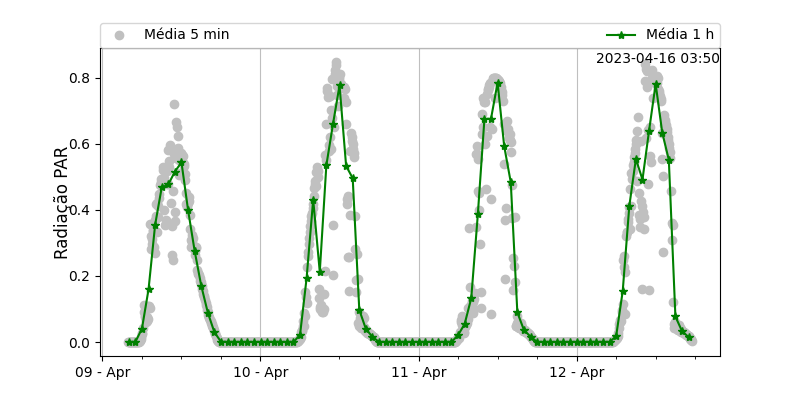 Média 5 min
Média 1 h
2023-04-16 03:50
Radiação PAR
0.8
0.6
0.4
0.2
0.0
09 - Apr
10 - Apr
11 - Apr
12 - Apr